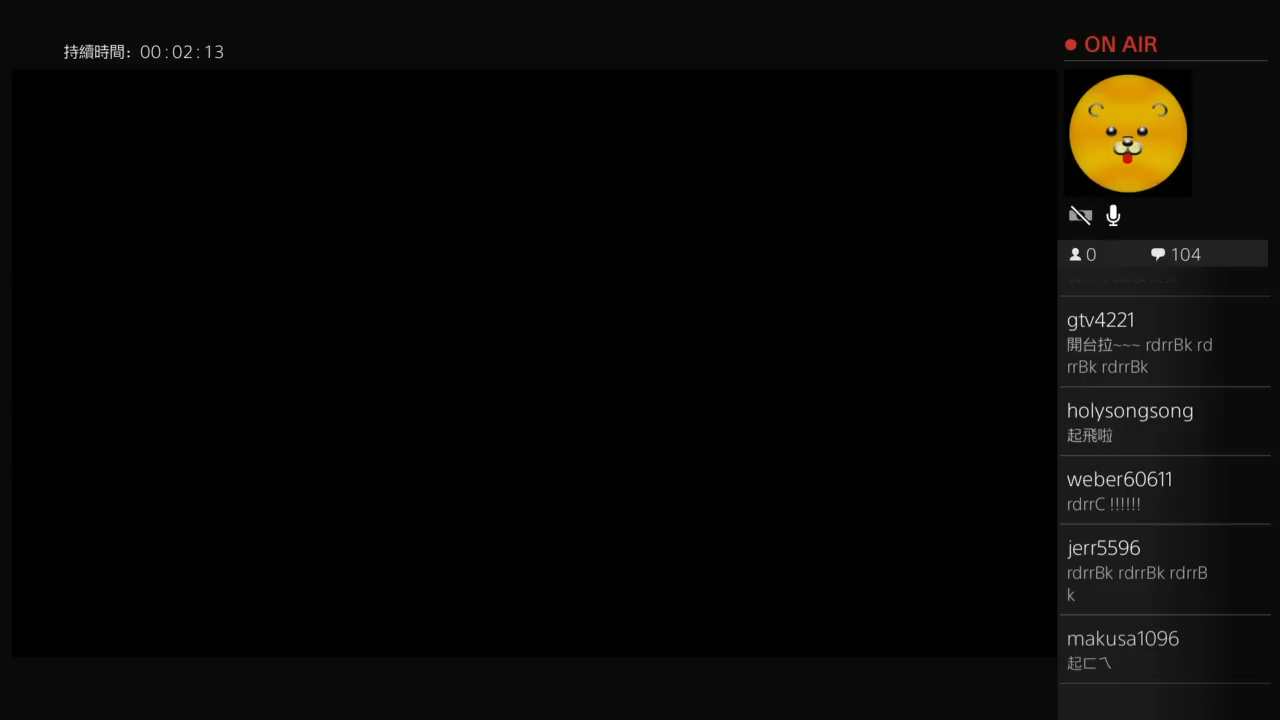 持續時間: 00:02:13
ON AIR
0
104
gtv4221
開台拉~~~ rdrrBk rd
rrBk rdrrBk
holysongsong
起飛啦
weber60611
rdrrC !!!!!!
jerr5596
rdrrBk rdrrBk rdrrB
k
makusa1096
起ㄈㄟ